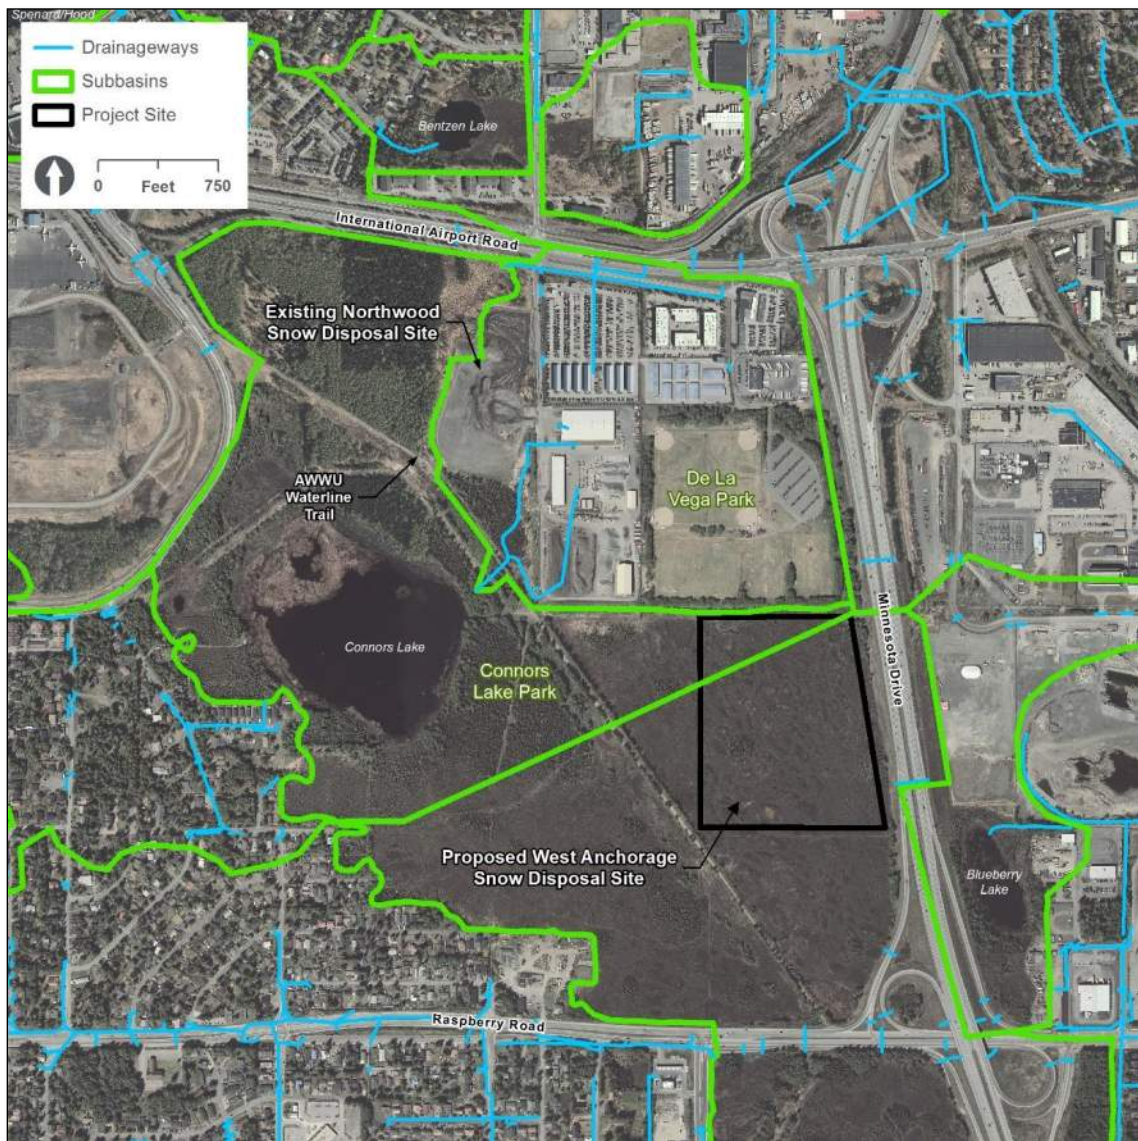 Spenard/Hood
Drainageways
Subbasins
Project Site
0 Feet 750
Bentzen Lake
International Airport Road
Existing Northwood
Snow Disposal Site
AWWU
Waterline
Trail
De La
Vega Park
Connors Lake
Connors
Lake Park
Minnesota Drive
Proposed West Anchorage
Snow Disposal Site
Blueberry
Lake
Raspberry Road